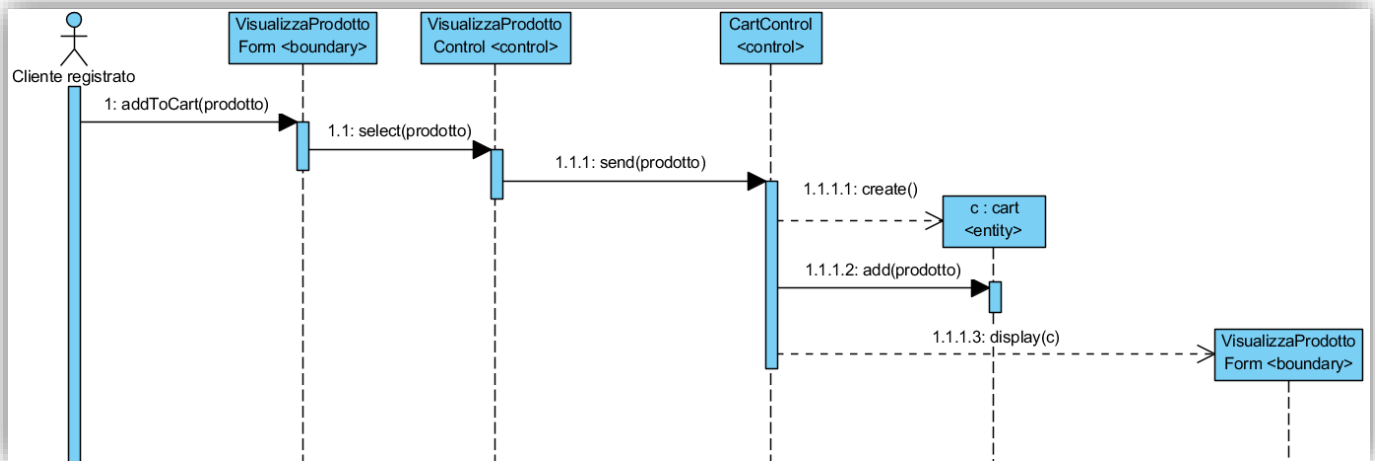 VisualizzaProdotto
Form <boundary>
VisualizzaProdotto
Control <control>
CartControl
<control>
Cliente registrato
1: addToCart(prodotto)
1.1: select(prodotto)
1.1.1: send(prodotto)
1.1.1.1: create()
c : cart
<entity>
1.1.1.2: add(prodotto)
1.1.1.3: display(c)
VisualizzaProdotto
Form <boundary>